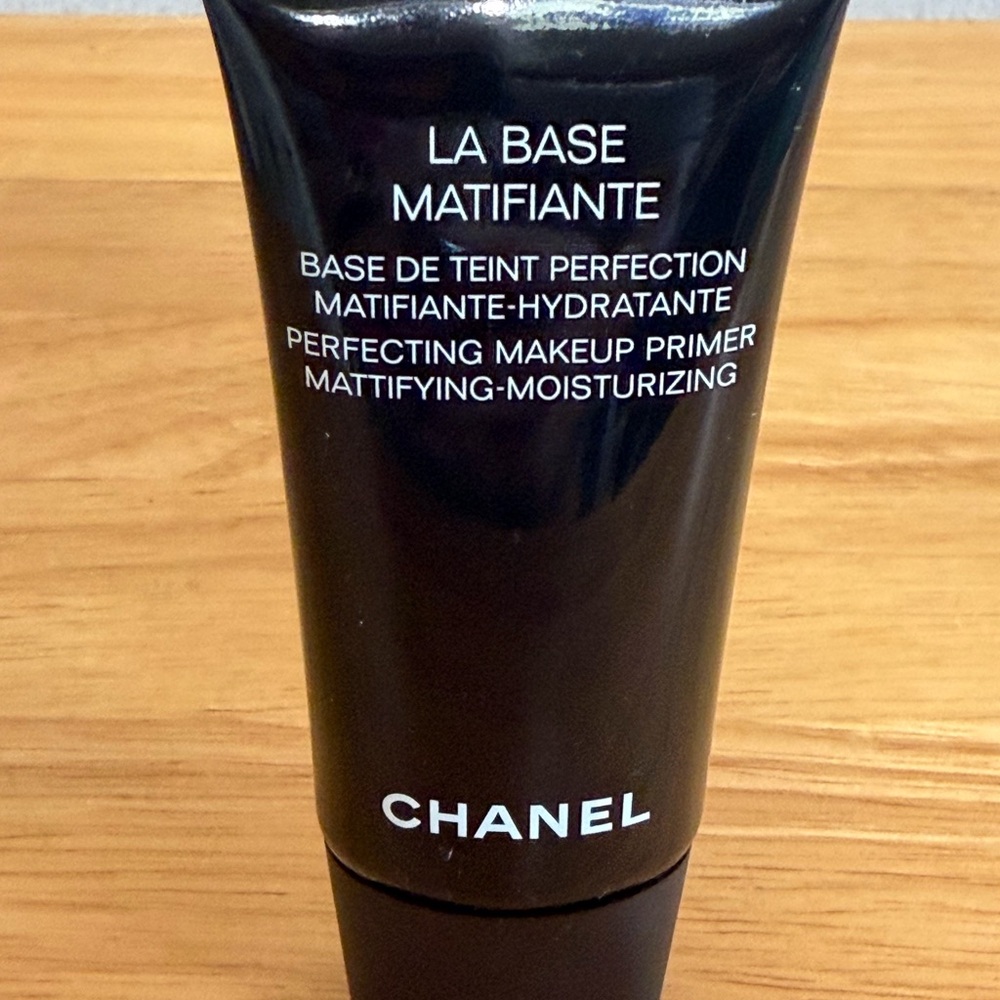 LA BASE
MATIFIANTE
BASE DE TEINT PERFECTION
MATIFIANTE-HYDRATANTE
PERFECTING MAKEUP PRIMER
MATTIFYING-MOISTURIZING
CHANEL